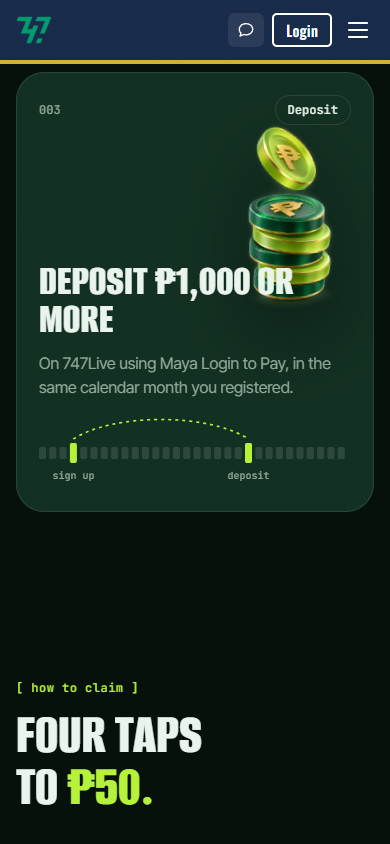 747
Login
003
Deposit
DEPOSIT ₱1,000 OR
MORE
On 747Live using Maya Login to Pay, in the
same calendar month you registered.
sign up
deposit
[ how to claim ]
FOUR TAPS
TO ₱50.